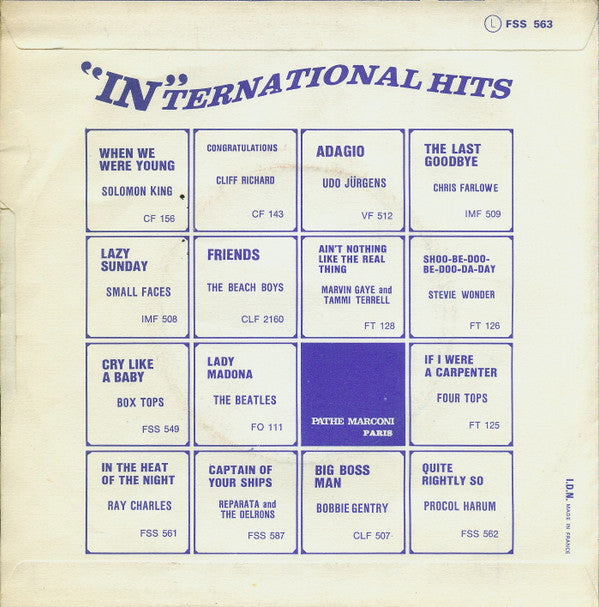 Ⓛ FSS 563
"IN"TERNATIONAL HITS
WHEN WE
WERE YOUNG
SOLOMON KING
CF 156
CONGRATULATIONS
CLIFF RICHARD
CF 143
ADAGIO
UDO JÜRGENS
VF 512
THE LAST
GOODBYE
CHRIS FARLOWE
IMF 509
LAZY
SUNDAY
SMALL FACES
IMF 508
FRIENDS
THE BEACH BOYS
CLF 2160
AIN'T NOTHING
LIKE THE REAL
THING
MARVIN GAYE and
TAMMI TERRELL
FT 128
SHOO-BE-DOO-
BE-DOO-DA-DAY
STEVIE WONDER
FT 126
CRY LIKE
A BABY
BOX TOPS
FSS 549
LADY
MADONA
THE BEATLES
FO 111
PATHE MARCONI
PARIS
IF I WERE
A CARPENTER
FOUR TOPS
FT 125
IN THE HEAT
OF THE NIGHT
RAY CHARLES
FSS 561
CAPTAIN OF
YOUR SHIPS
REPARATA and
THE DELRONS
FSS 587
BIG BOSS
MAN
BOBBIE GENTRY
CLF 507
QUITE
RIGHTLY SO
PROCOL HARUM
FSS 562
I.D.N. MADE IN FRANCE